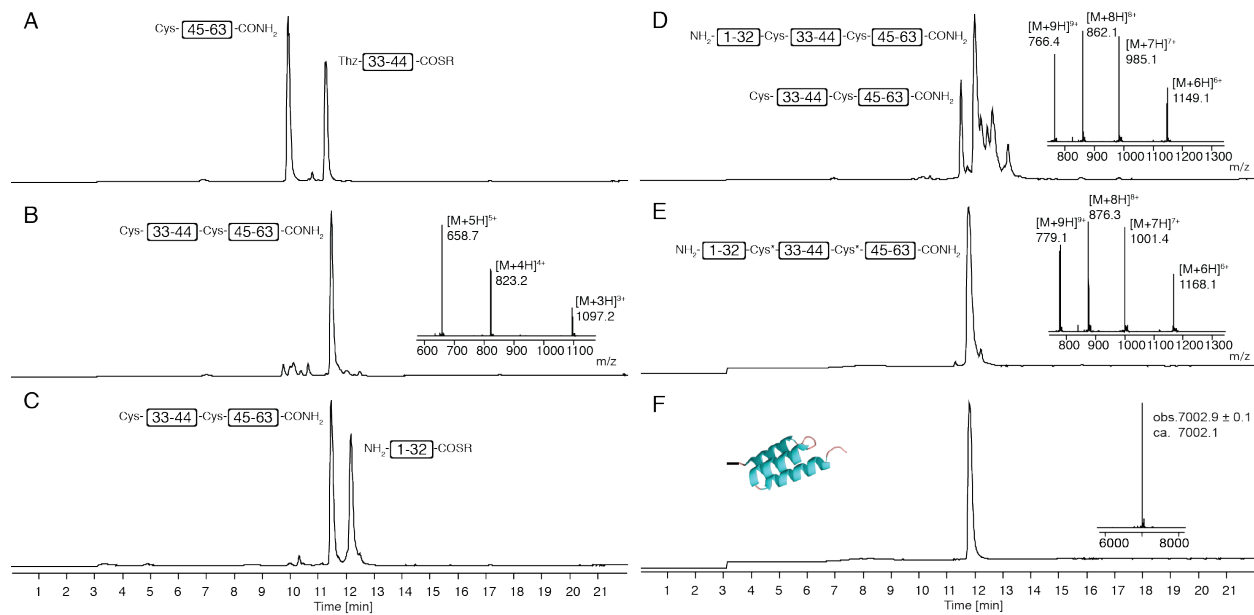 A
Cys- 45-63 -CONH2
Thz- 33-44 -COSR
B
Cys- 33-44 -Cys- 45-63 -CONH2
[M+5H]5+
658.7
[M+4H]4+
823.2
[M+3H]3+
1097.2
600 700 800 900 1000 1100
m/z
C
Cys- 33-44 -Cys- 45-63 -CONH2
NH2- 1-32 -COSR
1 2 3 4 5 6 7 8 9 10 11 12 13 14 15 16 17 18 19 20 21
Time [min]
D
NH2- 1-32 -Cys- 33-44 -Cys- 45-63 -CONH2
Cys- 33-44 -Cys- 45-63 -CONH2
[M+9H]9+
766.4
[M+8H]8+
862.1
[M+7H]7+
985.1
[M+6H]6+
1149.1
800 900 1000 1100 1200 1300
m/z
E
NH2- 1-32 -Cys*- 33-44 -Cys*- 45-63 -CONH2
[M+9H]9+
779.1
[M+8H]8+
876.3
[M+7H]7+
1001.4
[M+6H]6+
1168.1
800 900 1000 1100 1200 1300
m/z
F
obs.7002.9 ± 0.1
ca. 7002.1
6000 8000
1 2 3 4 5 6 7 8 9 10 11 12 13 14 15 16 17 18 19 20 21
Time [min]